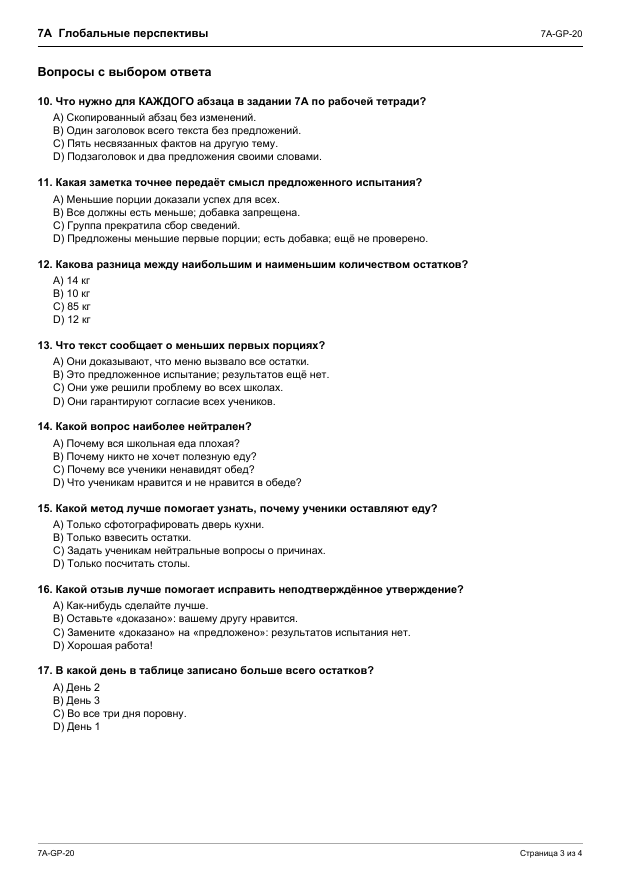 7А Глобальные перспективы
7A-GP-20
Вопросы с выбором ответа
10. Что нужно для КАЖДОГО абзаца в задании 7А по рабочей тетради?
A) Скопированный абзац без изменений.
B) Один заголовок всего текста без предложений.
C) Пять несвязанных фактов на другую тему.
D) Подзаголовок и два предложения своими словами.
11. Какая заметка точнее передаёт смысл предложенного испытания?
A) Меньшие порции доказали успех для всех.
B) Все должны есть меньше; добавка запрещена.
C) Группа прекратила сбор сведений.
D) Предложены меньшие первые порции; есть добавка; ещё не проверено.
12. Какова разница между наибольшим и наименьшим количеством остатков?
A) 14 кг
B) 10 кг
C) 85 кг
D) 12 кг
13. Что текст сообщает о меньших первых порциях?
A) Они доказывают, что меню вызвало все остатки.
B) Это предложенное испытание; результатов ещё нет.
C) Они уже решили проблему во всех школах.
D) Они гарантируют согласие всех учеников.
14. Какой вопрос наиболее нейтрален?
A) Почему вся школьная еда плохая?
B) Почему никто не хочет полезную еду?
C) Почему все ученики ненавидят обед?
D) Что ученикам нравится и не нравится в обеде?
15. Какой метод лучше помогает узнать, почему ученики оставляют еду?
A) Только сфотографировать дверь кухни.
B) Только взвесить остатки.
C) Задать ученикам нейтральные вопросы о причинах.
D) Только посчитать столы.
16. Какой отзыв лучше помогает исправить неподтверждённое утверждение?
A) Как-нибудь сделайте лучше.
B) Оставьте «доказано»: вашему другу нравится.
C) Замените «доказано» на «предложено»: результатов испытания нет.
D) Хорошая работа!
17. В какой день в таблице записано больше всего остатков?
A) День 2
B) День 3
C) Во все три дня поровну.
D) День 1
7A-GP-20
Страница 3 из 4